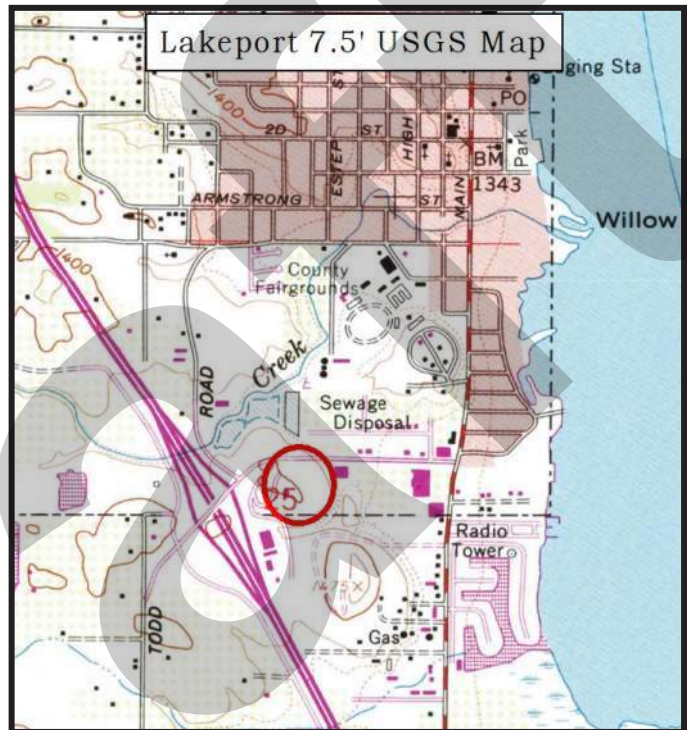 Lakeport 7.5' USGS Map
ging Sta
1400
PO
2D ST
ESTEP ST
HIGH
MAIN
Park
BM
1343
ARMSTRONG ST
Willow
1400
County
Fairgrounds
ROAD
Creek
Sewage
Disposal
25
Radio
Tower
1475
TODD
Gas